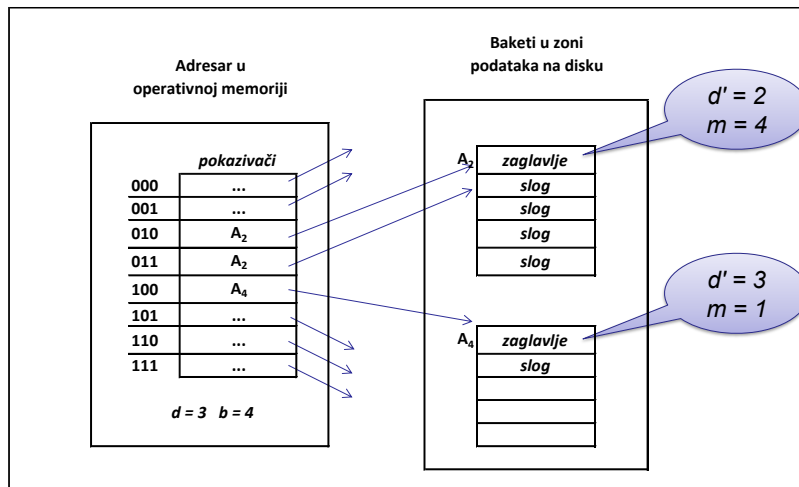 Adresar u
operativnoj memoriji
pokazivači
000 ...
001 ...
010 A₂
011 A₂
100 A₄
101 ...
110 ...
111 ...
d = 3 b = 4
Baketi u zoni
podataka na disku
A₂ zaglavlje
slog
slog
slog
slog
d' = 2
m = 4
A₄ zaglavlje
slog
d' = 3
m = 1